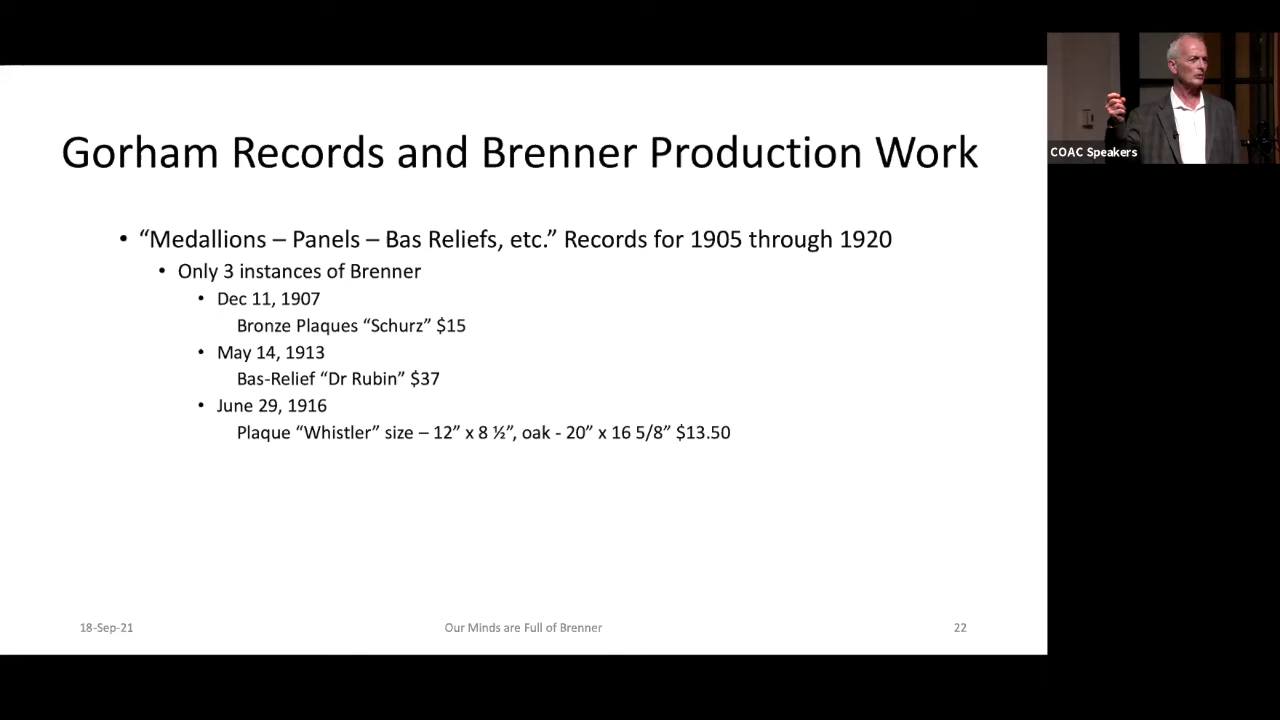 Gorham Records and Brenner Production Work
• “Medallions – Panels – Bas Reliefs, etc.” Records for 1905 through 1920
• Only 3 instances of Brenner
• Dec 11, 1907
Bronze Plaques “Schurz” $15
• May 14, 1913
Bas-Relief “Dr Rubin” $37
• June 29, 1916
Plaque “Whistler” size – 12” x 8 ½”, oak - 20” x 16 5/8” $13.50
18-Sep-21
Our Minds are Full of Brenner
22
COAC Speakers